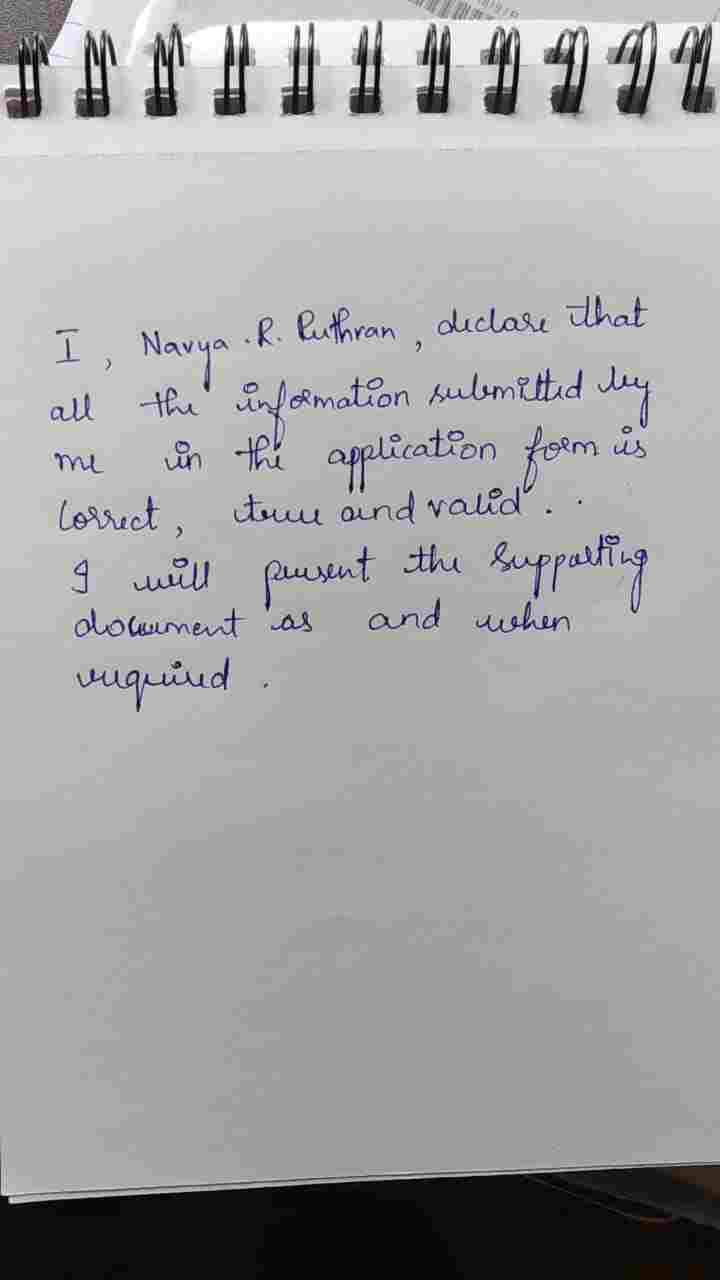 I, Navya .R. Puthran, declare that
all the information submitted by
me in the application form is
correct, true and valid . .
I will present the supporting
document as and when
required .